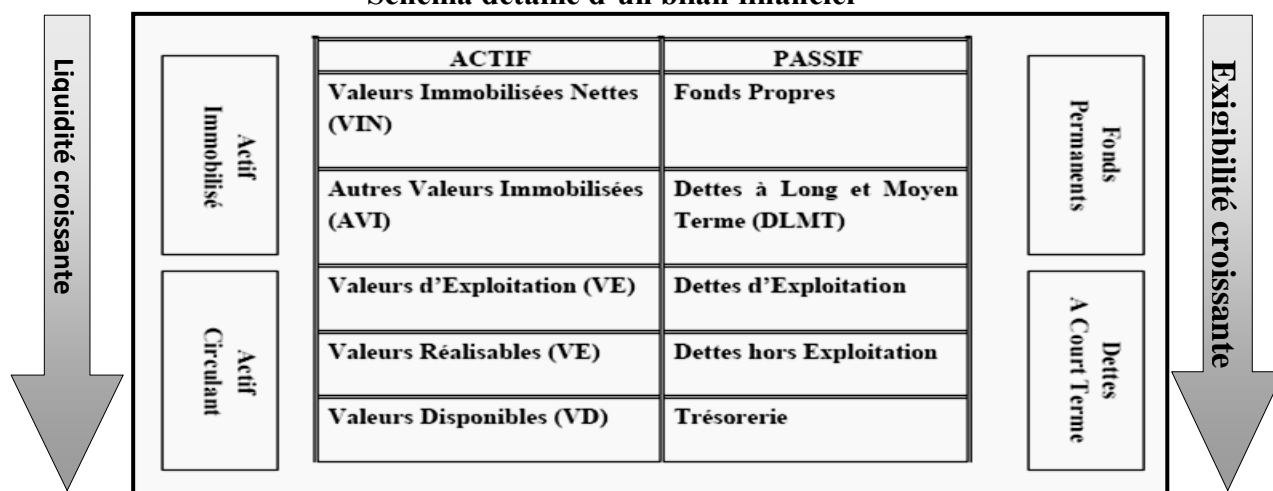 Schéma détaillé d'un bilan financier
Liquidité croissante
Actif
Immobilisé
Actif
Circulant
ACTIF
PASSIF
Valeurs Immobilisées Nettes
(VIN)
Fonds Propres
Autres Valeurs Immobilisées
(AVI)
Dettes à Long et Moyen
Terme (DLMT)
Valeurs d'Exploitation (VE)
Dettes d'Exploitation
Valeurs Réalisables (VE)
Dettes hors Exploitation
Valeurs Disponibles (VD)
Trésorerie
Fonds
Permanents
Dettes
A Court Terme
Exigibilité croissante